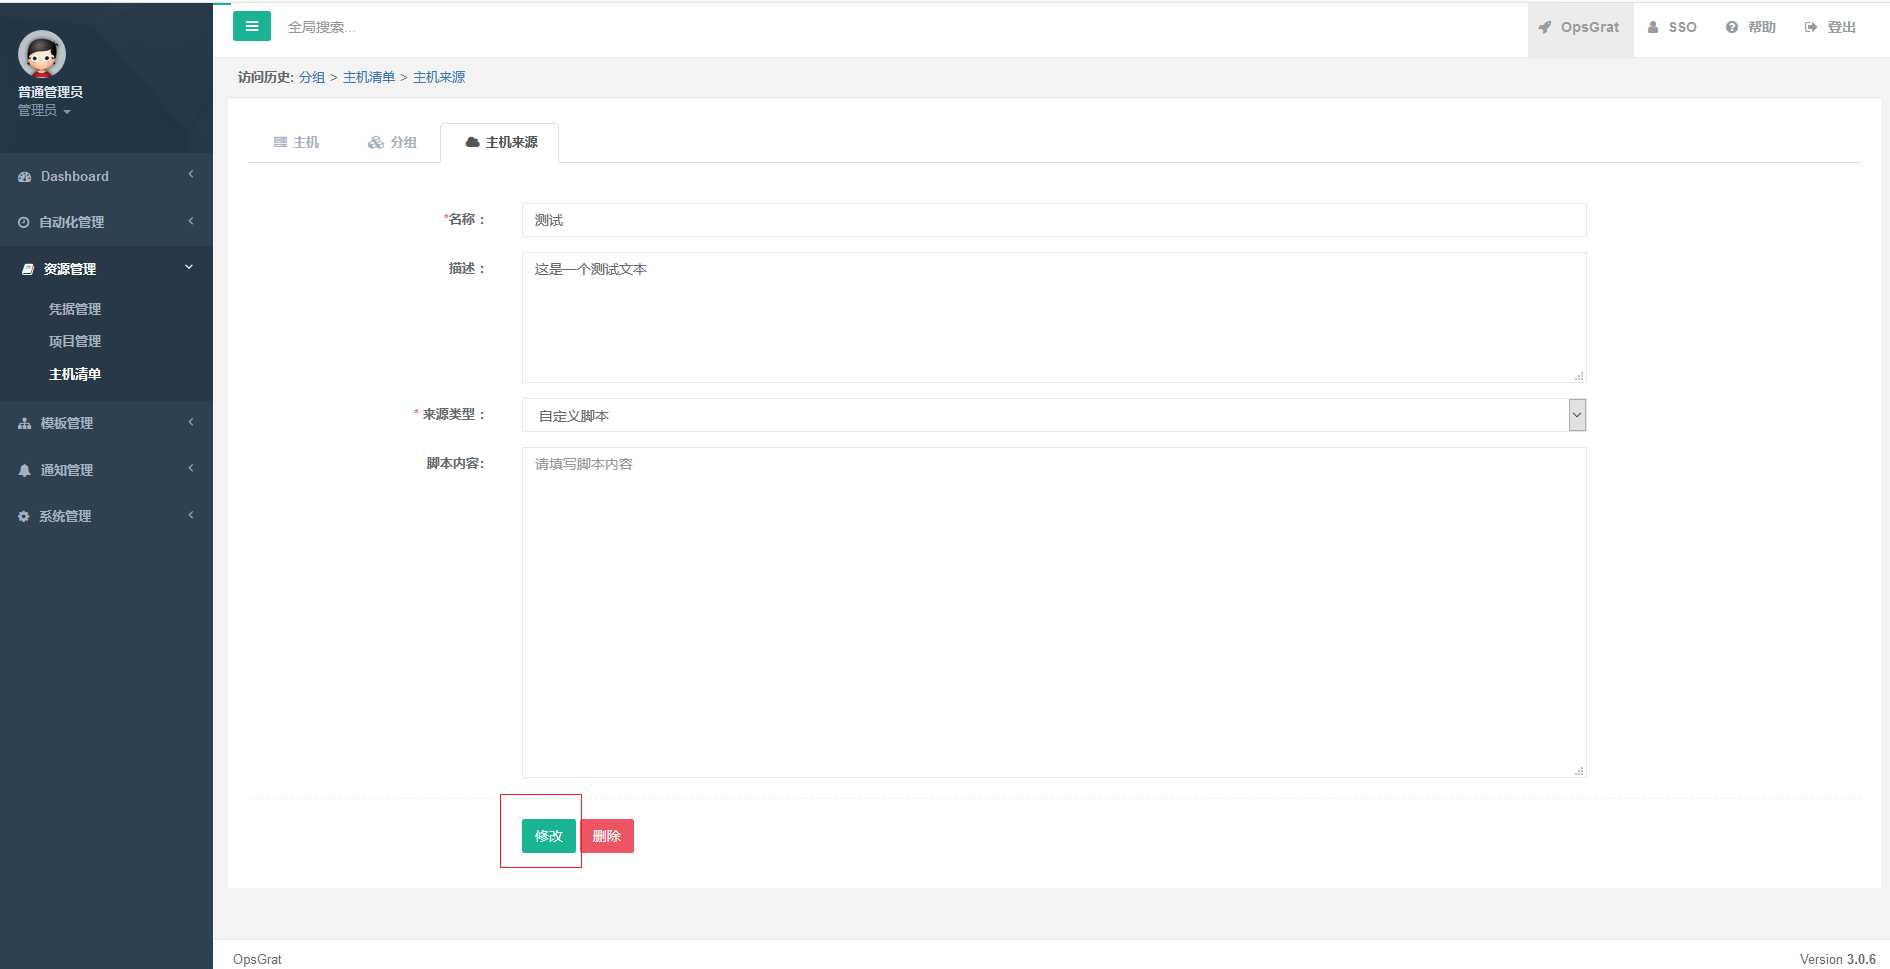 全局搜索...
OpsGrat
SSO
帮助
登出
普通管理员
管理员
Dashboard
自动化管理
资源管理
凭据管理
项目管理
主机清单
模板管理
通知管理
系统管理
访问历史: 分组 > 主机清单 > 主机来源
主机
分组
主机来源
*名称：
测试
描述：
这是一个测试文本
* 来源类型：
自定义脚本
脚本内容:
请填写脚本内容
修改
删除
OpsGrat
Version 3.0.6